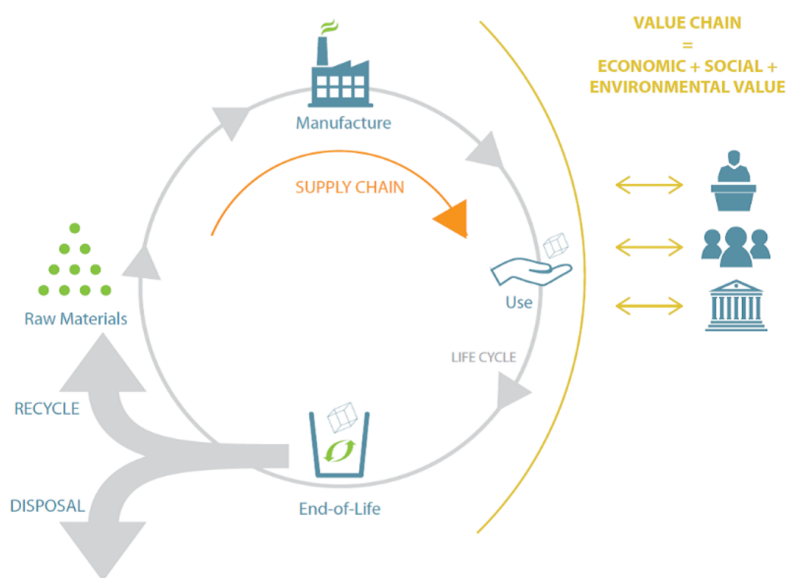 VALUE CHAIN
=
ECONOMIC + SOCIAL +
ENVIRONMENTAL VALUE
Manufacture
SUPPLY CHAIN
Use
Raw Materials
LIFE CYCLE
RECYCLE
DISPOSAL
End-of-Life